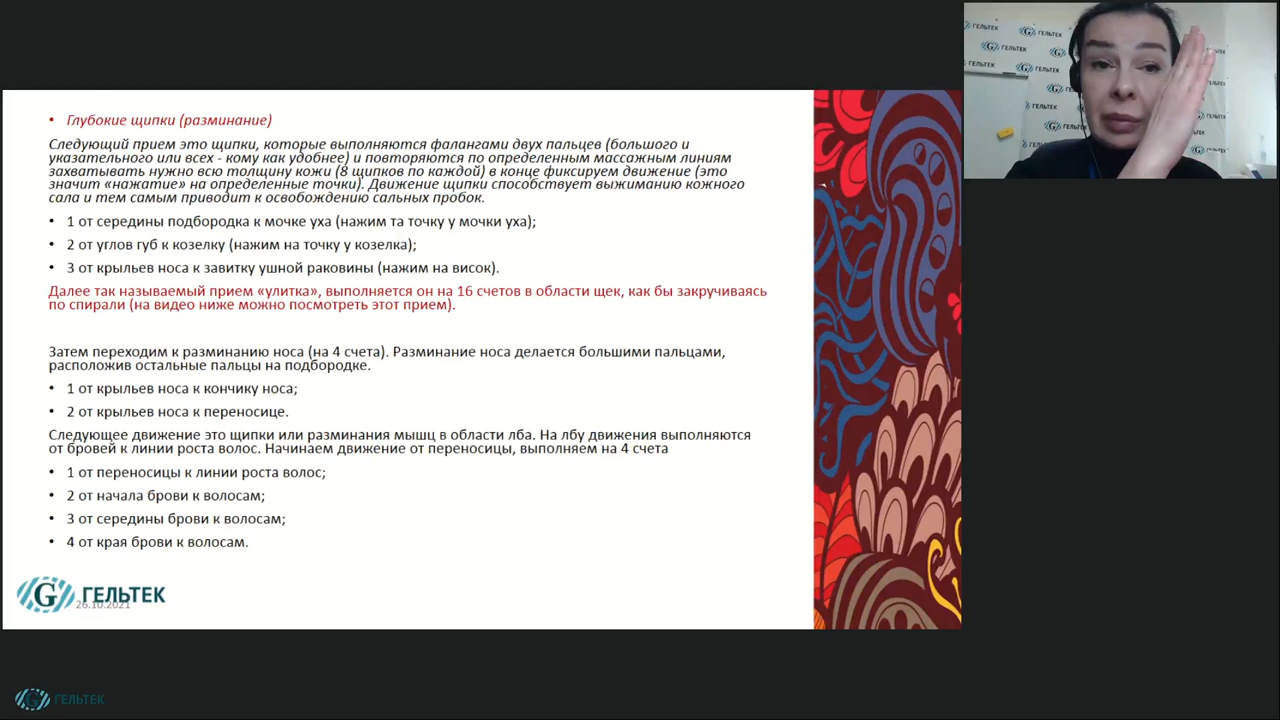 • Глубокие щипки (разминание)
Следующий прием это щипки, которые выполняются фалангами двух пальцев (большого и
указательного или всех - кому как удобнее) и повторяются по определенным массажным линиям
захватывать нужно всю толщину кожи (8 щипков по каждой) в конце фиксируем движение (это
значит «нажатие» на определенные точки). Движение щипки способствует выжиманию кожного
сала и тем самым приводит к освобождению сальных пробок.
• 1 от середины подбородка к мочке уха (нажим та точку у мочки уха);
• 2 от углов губ к козелку (нажим на точку у козелка);
• 3 от крыльев носа к завитку ушной раковины (нажим на висок).
Далее так называемый прием «улитка», выполняется он на 16 счетов в области щек, как бы закручиваясь
по спирали (на видео ниже можно посмотреть этот прием).
Затем переходим к разминанию носа (на 4 счета). Разминание носа делается большими пальцами,
расположив остальные пальцы на подбородке.
• 1 от крыльев носа к кончику носа;
• 2 от крыльев носа к переносице.
Следующее движение это щипки или разминания мышц в области лба. На лбу движения выполняются
от бровей к линии роста волос. Начинаем движение от переносицы, выполняем на 4 счета
• 1 от переносицы к линии роста волос;
• 2 от начала брови к волосам;
• 3 от середины брови к волосам;
• 4 от края брови к волосам.
G ГЕЛЬТЕК
26.10.2021
G ГЕЛЬТЕК
ГЕЛЬТЕК
ГЕЛЬТЕК
ГЕЛЬТЕК
ГЕЛЬТЕК
ГЕЛЬТЕК
ГЕЛЬТЕК
ГЕЛЬТЕК